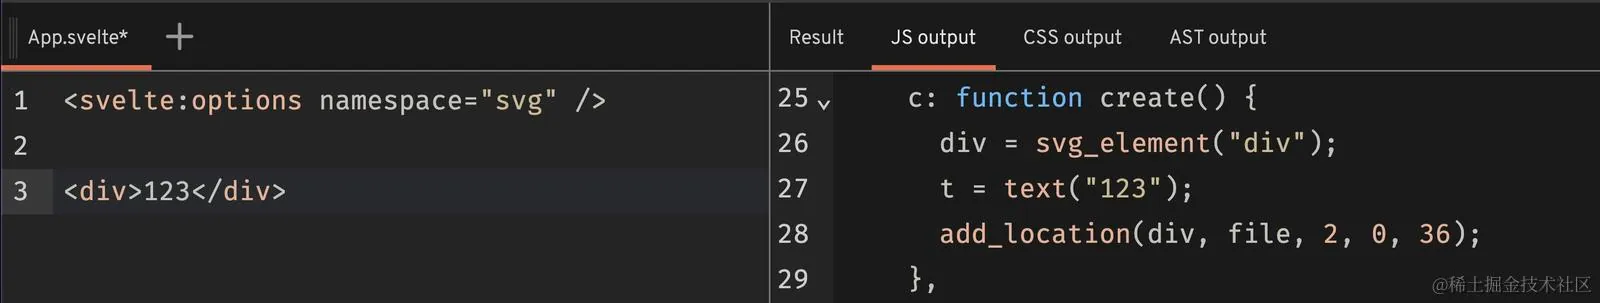 App.svelte*
Result JS output CSS output AST output
1 <svelte:options namespace="svg" />
2
3 <div>123</div>
25 c: function create() {
26 div = svg_element("div");
27 t = text("123");
28 add_location(div, file, 2, 0, 36);
29 },
@稀土掘金技术社区